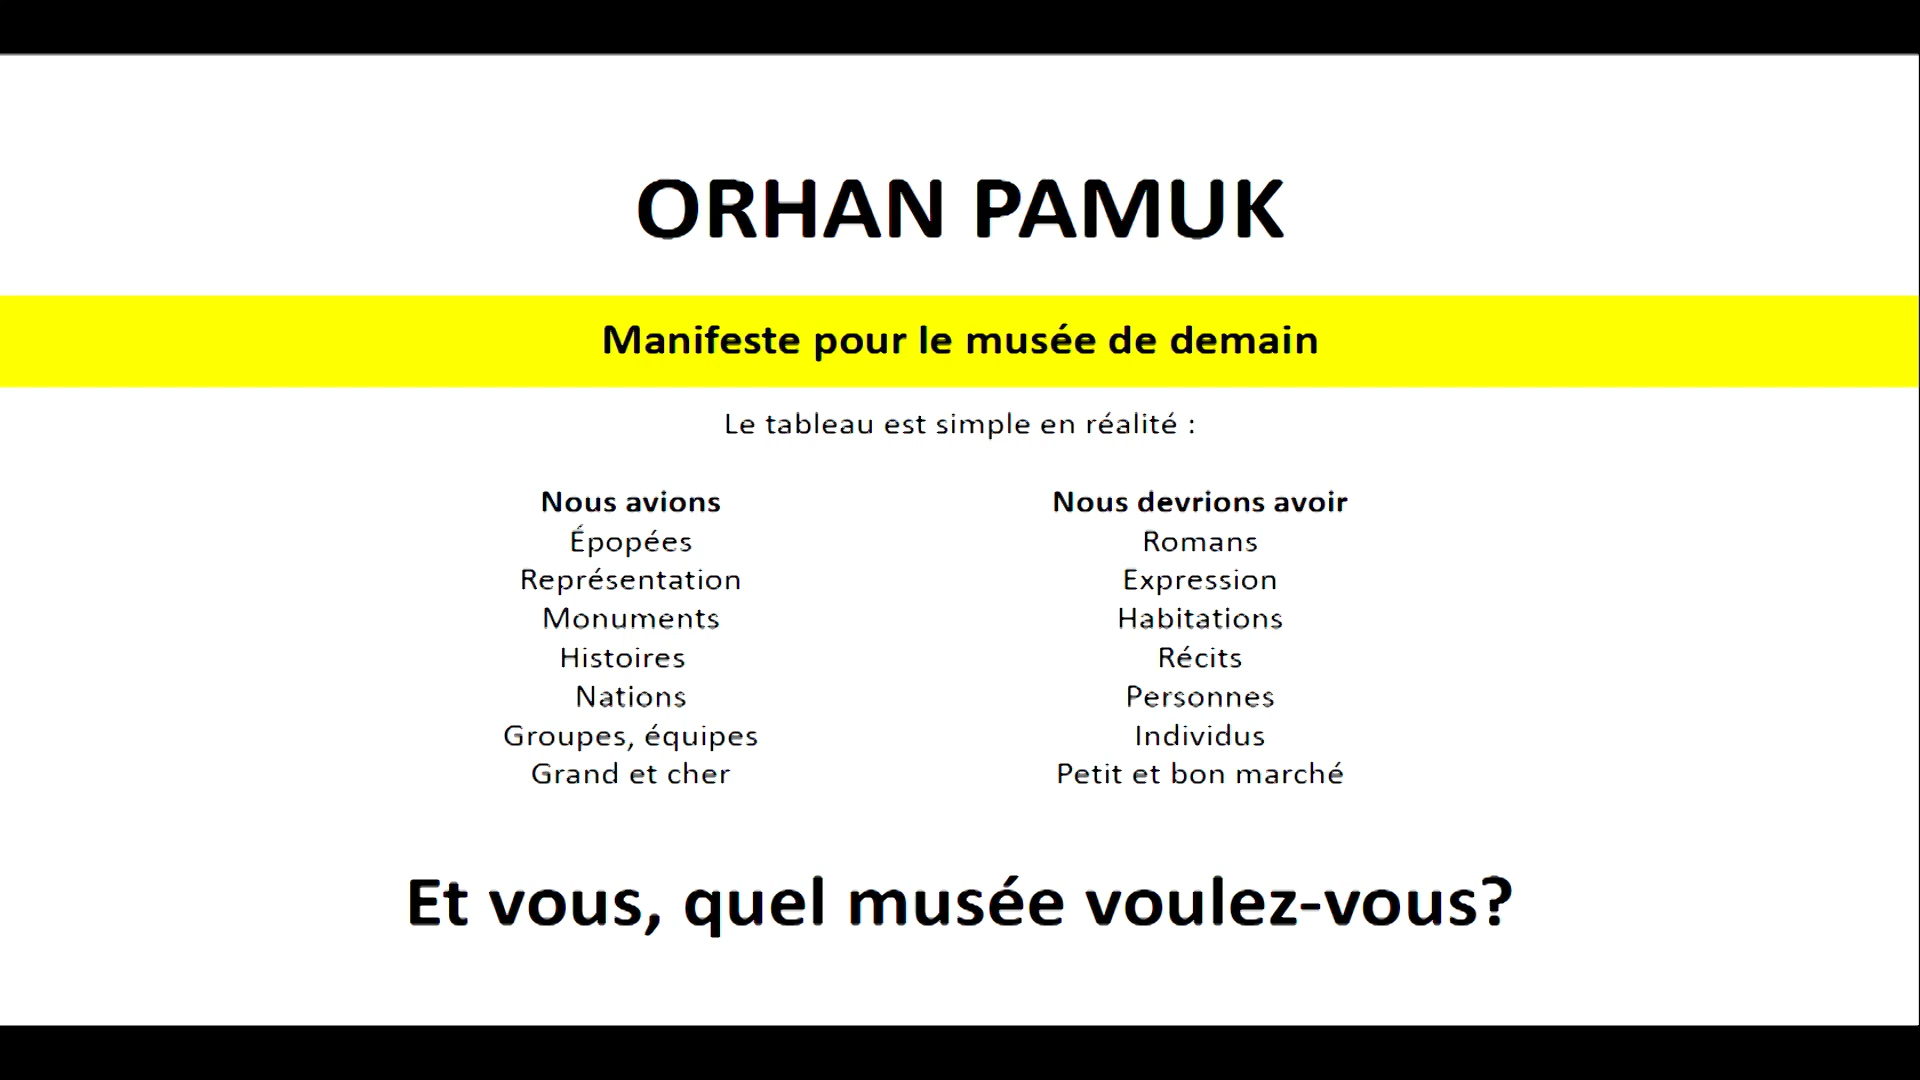 ORHAN PAMUK
Manifeste pour le musée de demain
Le tableau est simple en réalité :
Nous avions Nous devrions avoir
Épopées Romans
Représentation Expression
Monuments Habitations
Histoires Récits
Nations Personnes
Groupes, équipes Individus
Grand et cher Petit et bon marché
Et vous, quel musée voulez-vous?